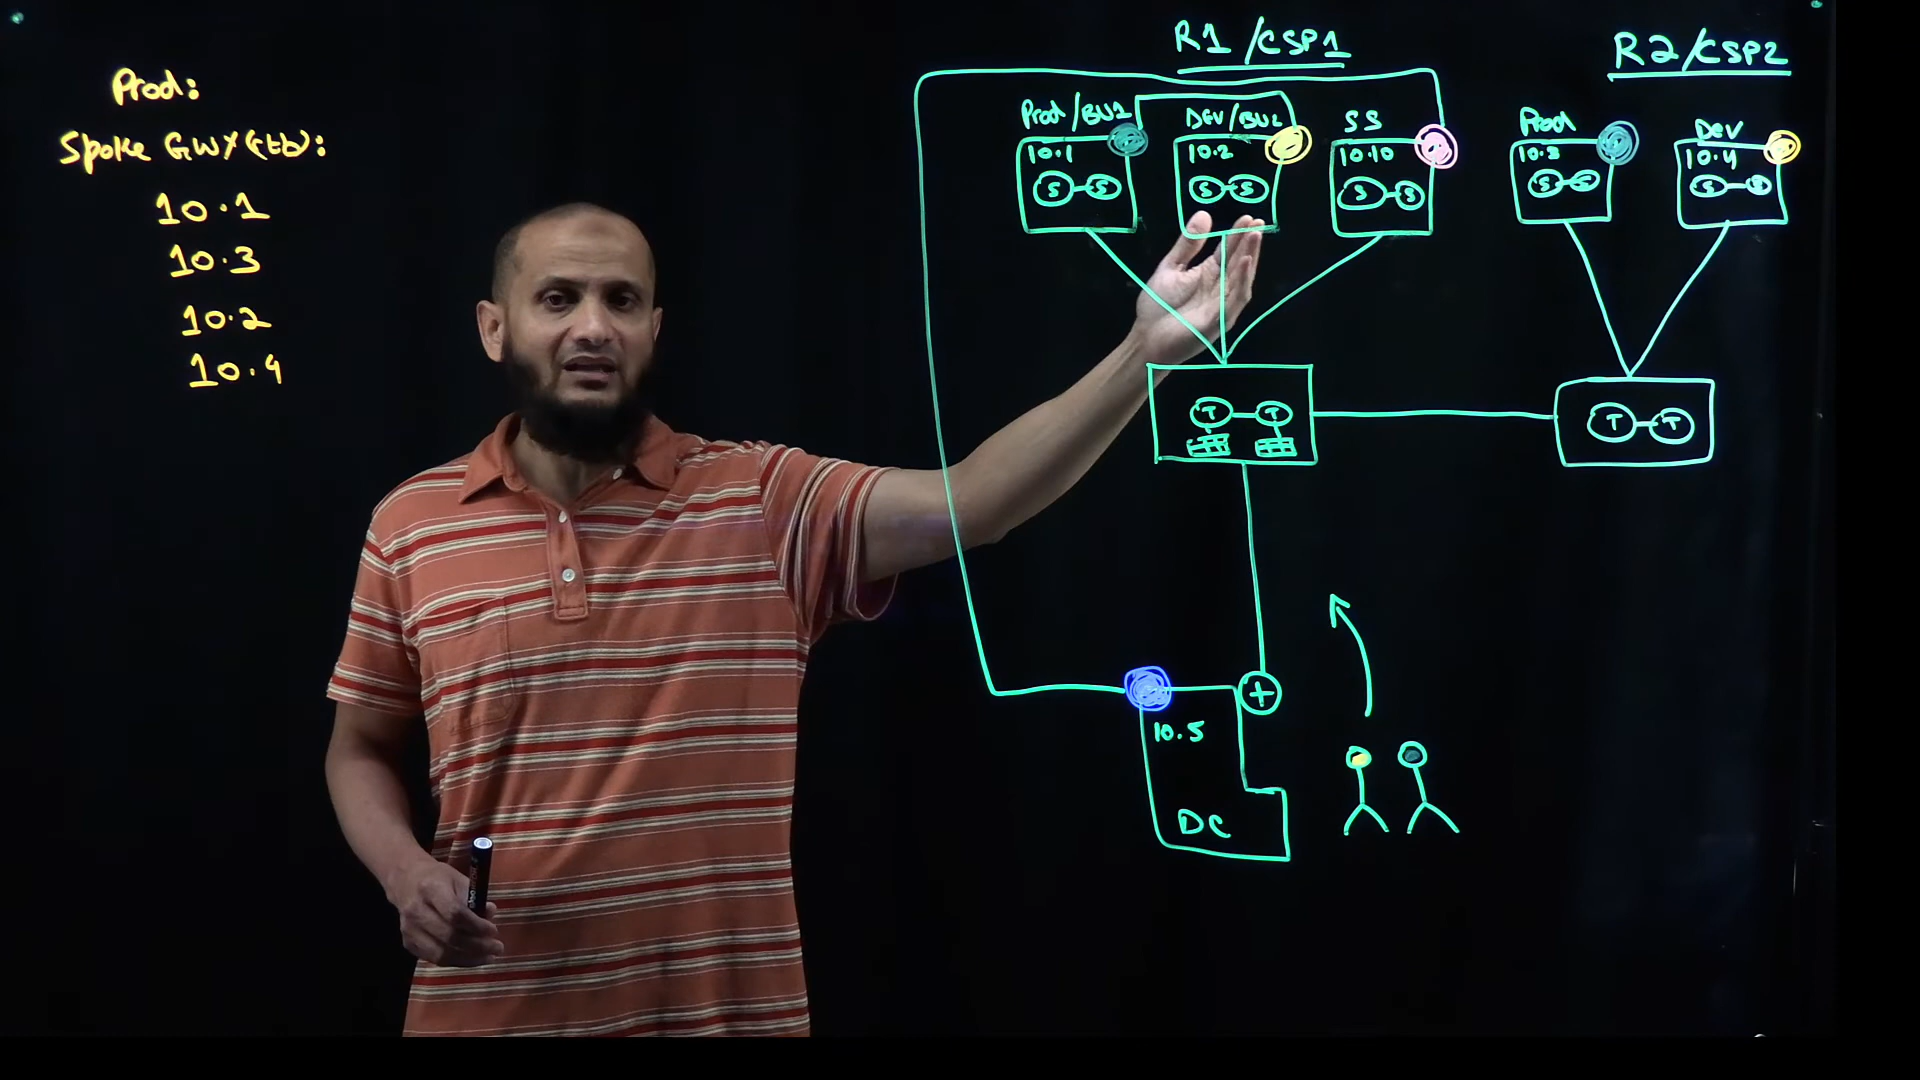 Prod:
Spoke GWY(rtb):
10.1
10.3
10.2
10.4
R1/CSP1
R2/CSP2
Prod/BU1
DEV/BU2
SS
Prod
Dev
10.1
10.2
10.10
10.3
10.4
S S
S S
S S
S S
S S
T T
T T
+
10.5
DC